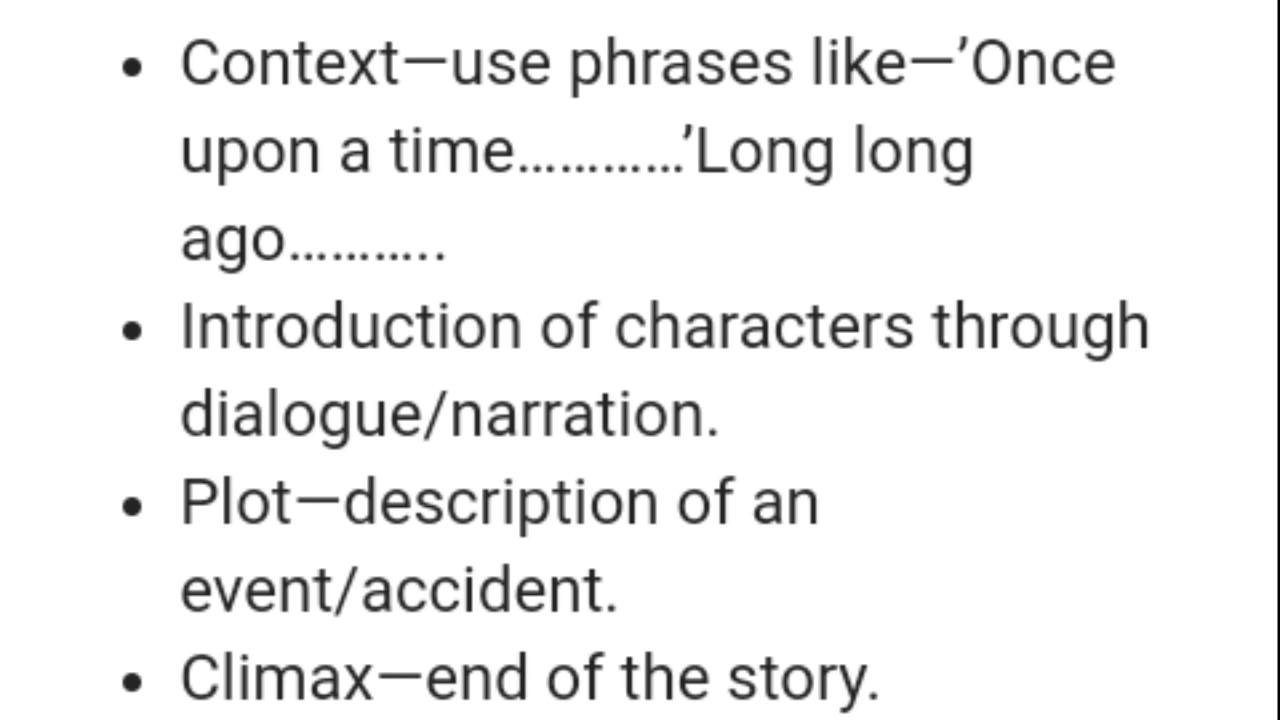 • Context—use phrases like—’Once
upon a time…………’Long long
ago………..
• Introduction of characters through
dialogue/narration.
• Plot—description of an
event/accident.
• Climax—end of the story.